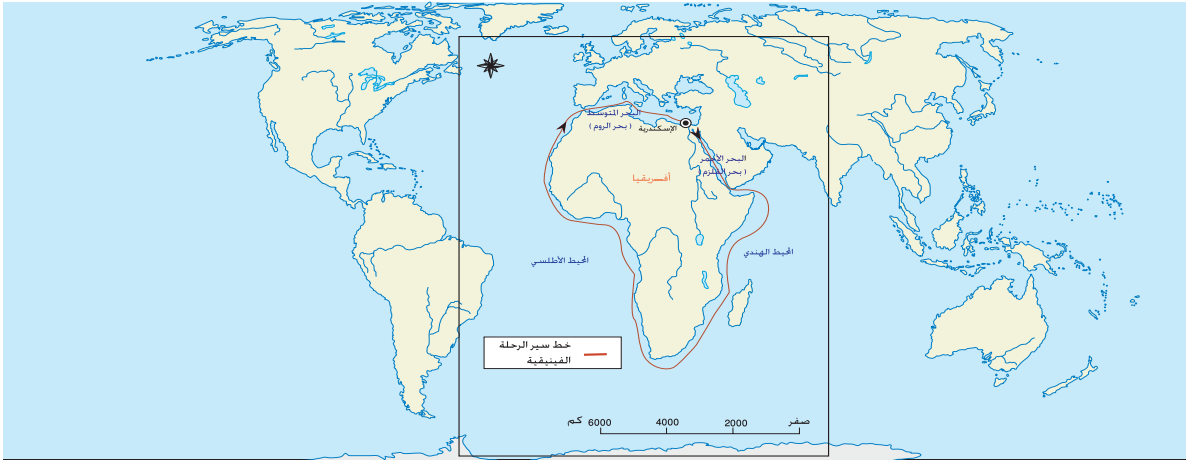 البحر المتوسط
( بحر الروم )
الإسكندرية
البحر الأحمر
( بحر القلزم )
أفـريقيا
المحيط الهندي
المحيط الأطلسي
خط سير الرحلة
الفينيقية
صفر 2000 4000 6000 كم